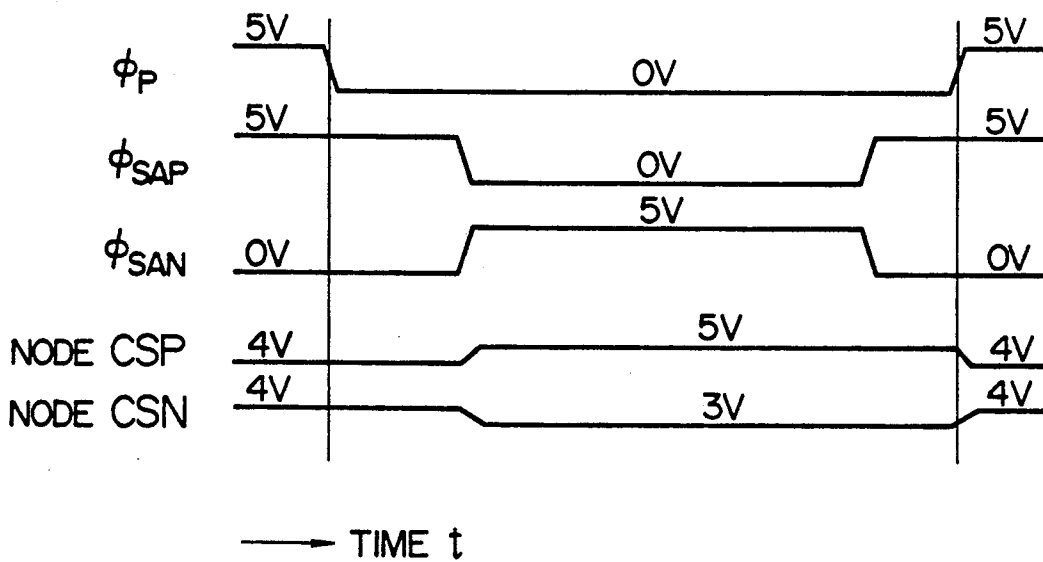 5V 5V
ϕP 0V
5V 5V
ϕSAP 0V
5V
ϕSAN 0V 0V
5V
NODE CSP 4V 4V
NODE CSN 4V 3V 4V
TIME t